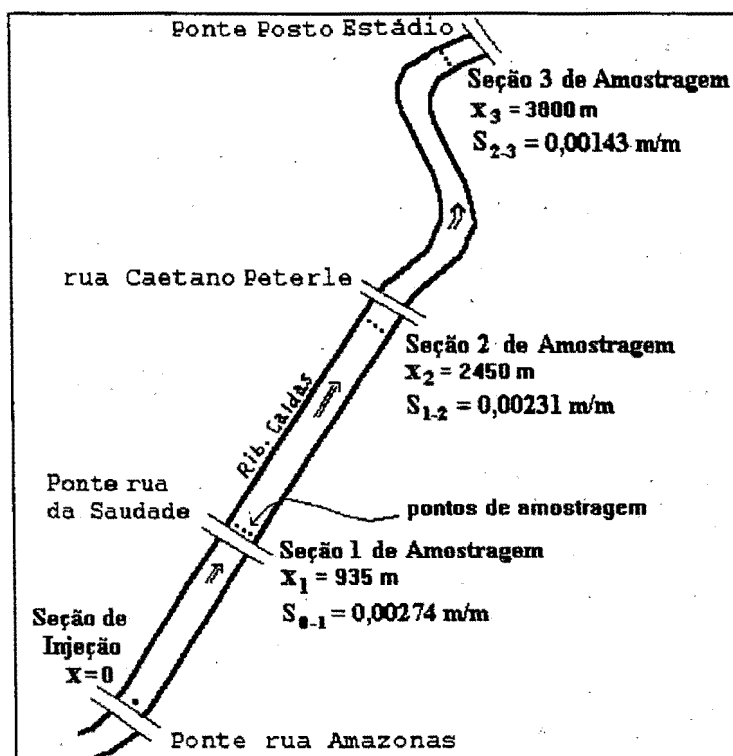 Ponte Posto Estádio
Seção 3 de Amostragem
x₃ = 3800 m
S₂₋₃ = 0,00143 m/m
rua Caetano Peterle
Seção 2 de Amostragem
x₂ = 2450 m
S₁₋₂ = 0,00231 m/m
Rib. Caldas
Ponte rua
da Saudade
pontos de amostragem
Seção 1 de Amostragem
x₁ = 935 m
S₀₋₁ = 0,00274 m/m
Seção de
Injeção
x=0
Ponte rua Amazonas